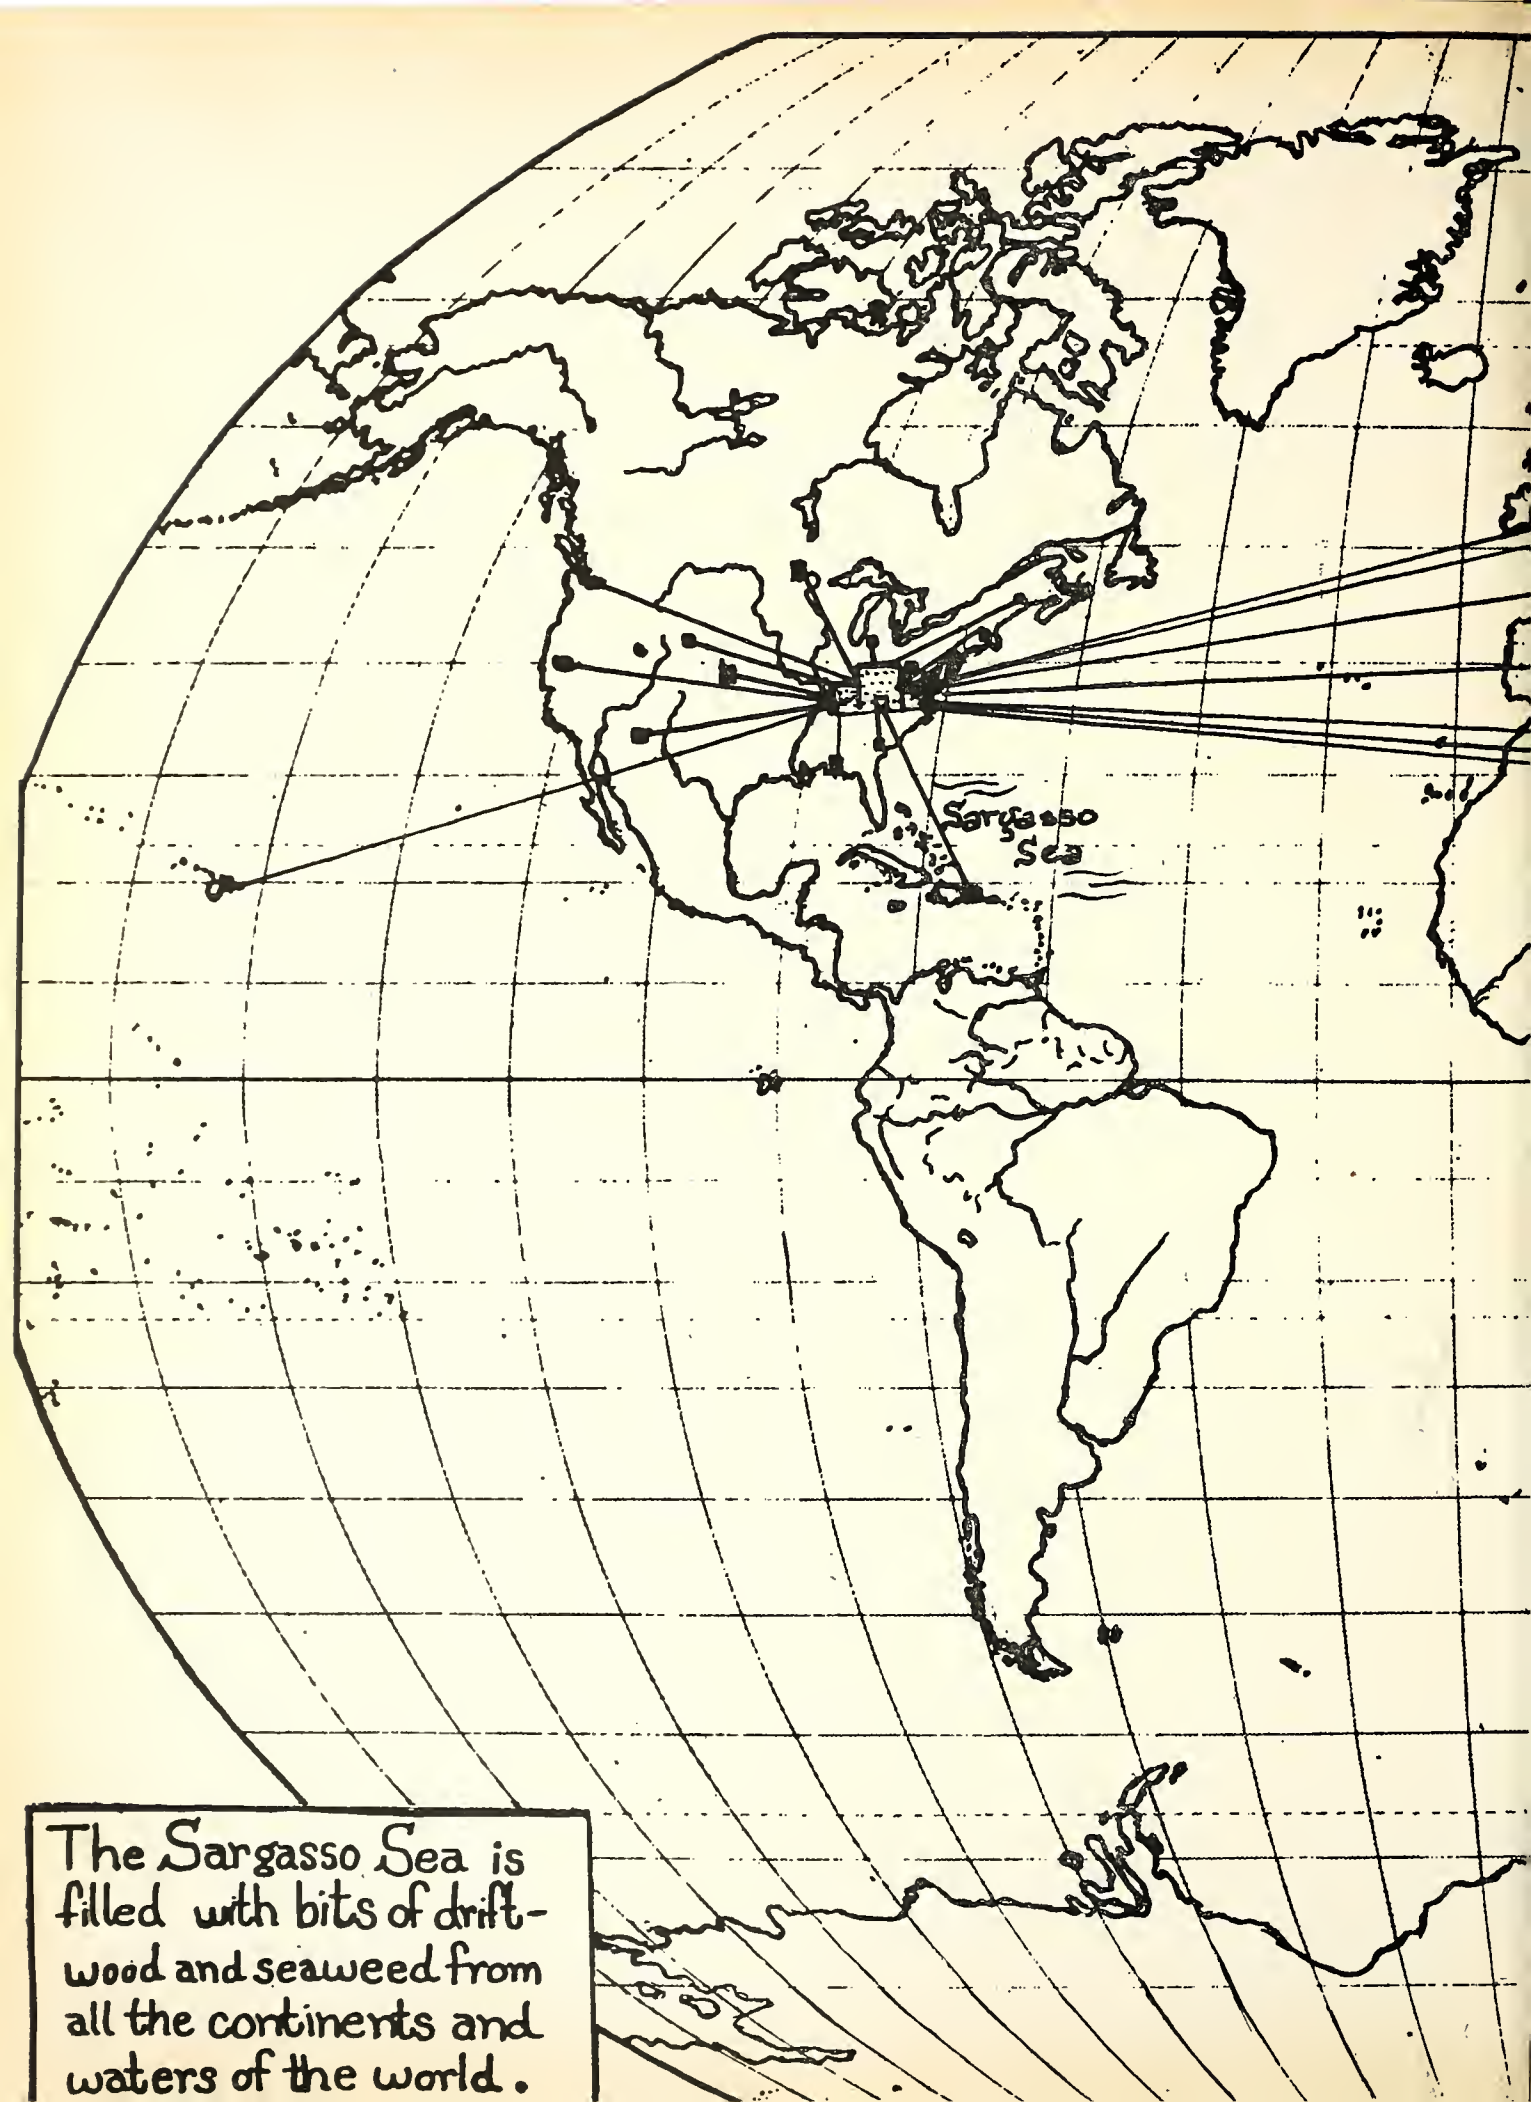 Sargasso
Sea
The Sargasso Sea is
filled with bits of drift-
wood and seaweed from
all the continents and
waters of the world.